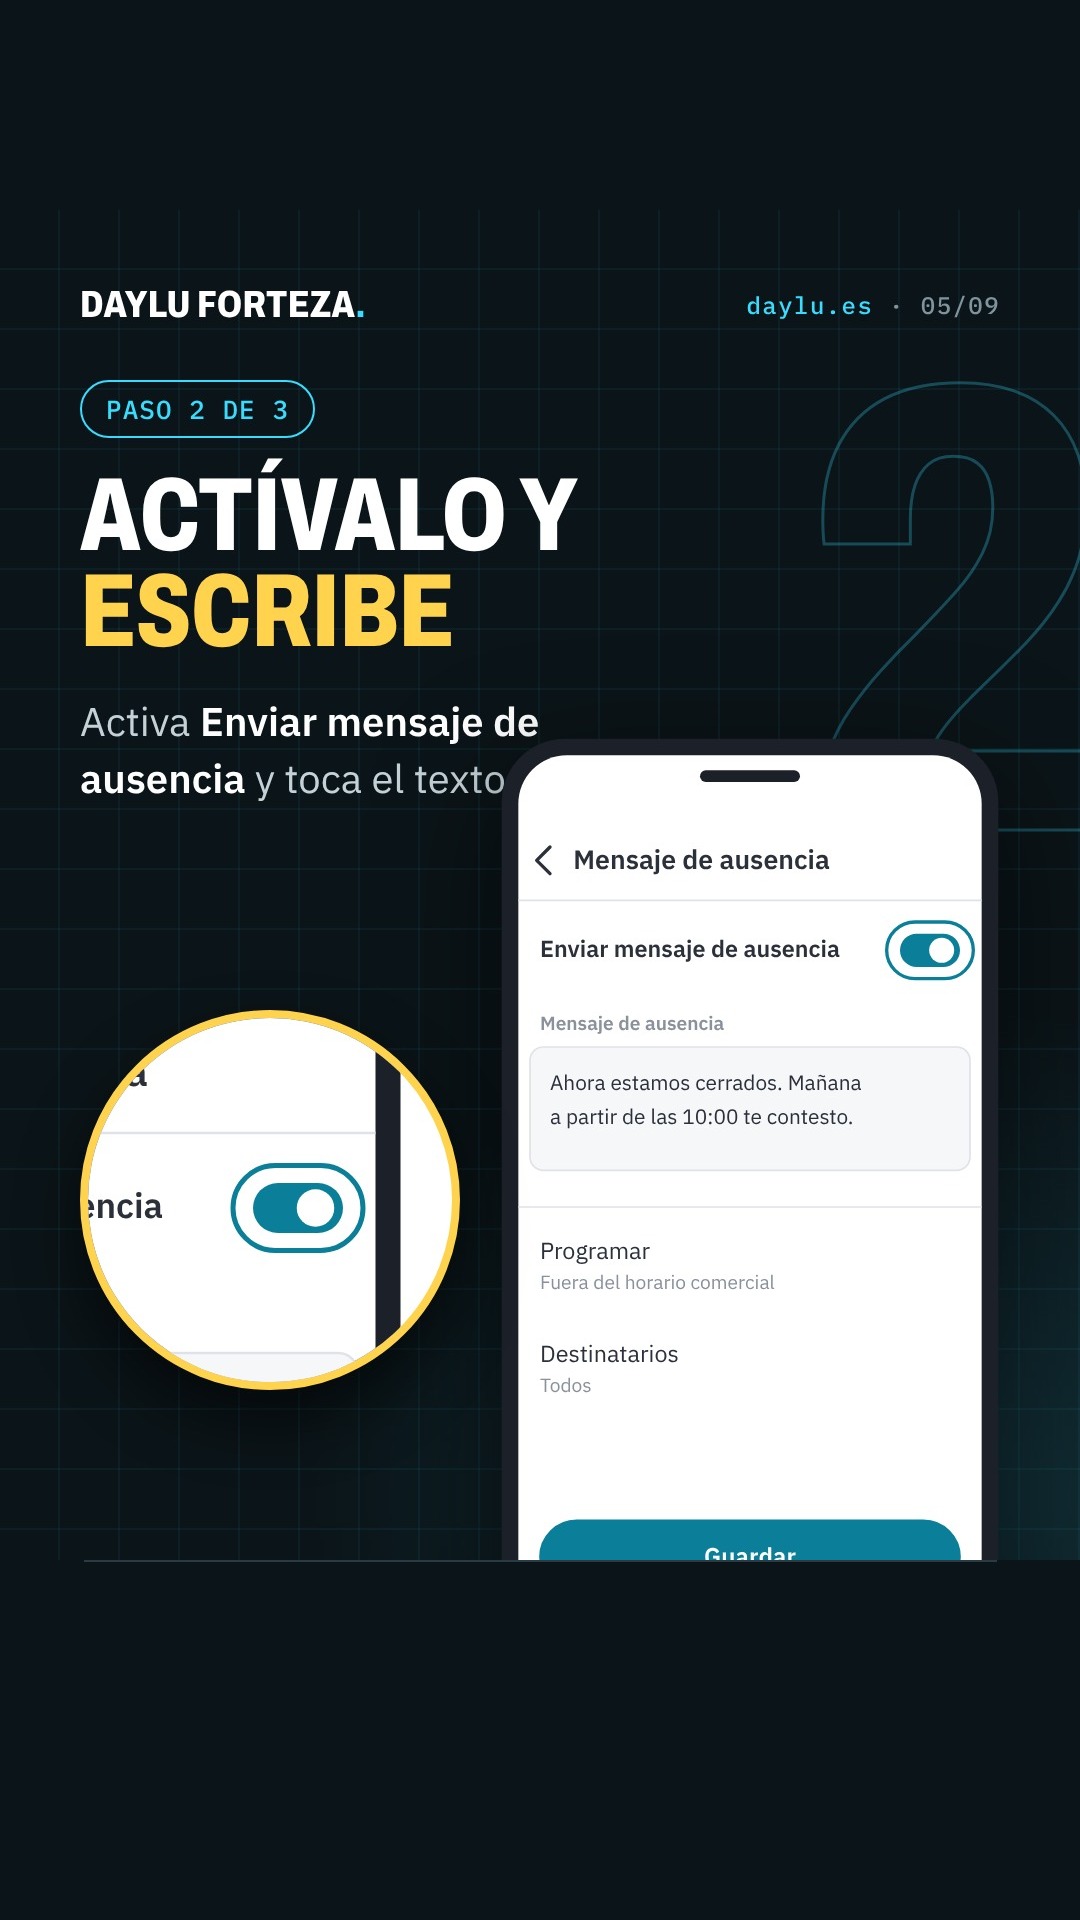 DAYLU FORTEZA.
daylu.es · 05/09
PASO 2 DE 3
2
ACTÍVALO Y
ESCRIBE
Activa Enviar mensaje de
ausencia y toca el texto
Mensaje de ausencia
Enviar mensaje de ausencia
Mensaje de ausencia
Ahora estamos cerrados. Mañana
a partir de las 10:00 te contesto.
Programar
Fuera del horario comercial
Destinatarios
Todos
Guardar
a
encia